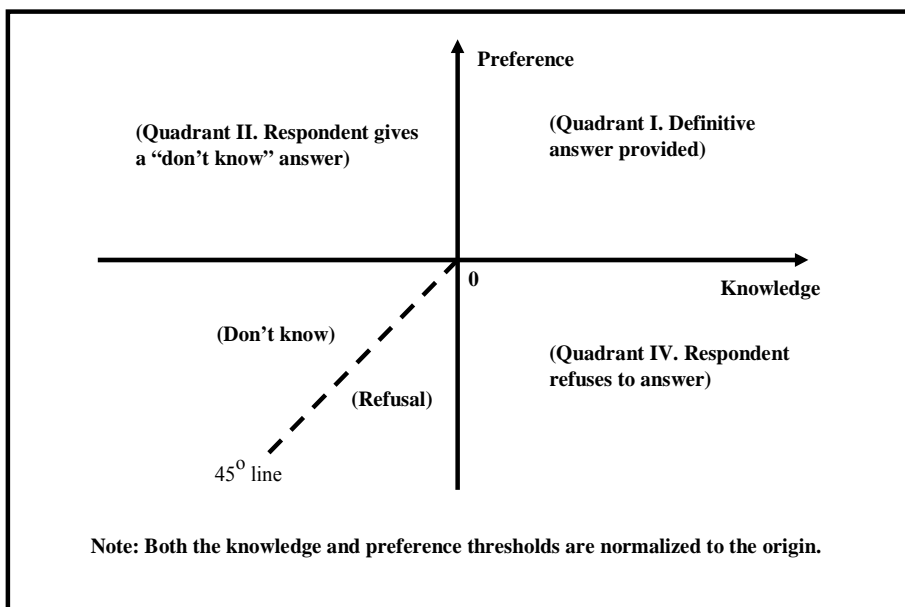 Preference
(Quadrant II. Respondent gives
a “don’t know” answer)
(Quadrant I. Definitive
answer provided)
0
Knowledge
(Don’t know)
(Quadrant IV. Respondent
refuses to answer)
(Refusal)
45° line
Note: Both the knowledge and preference thresholds are normalized to the origin.